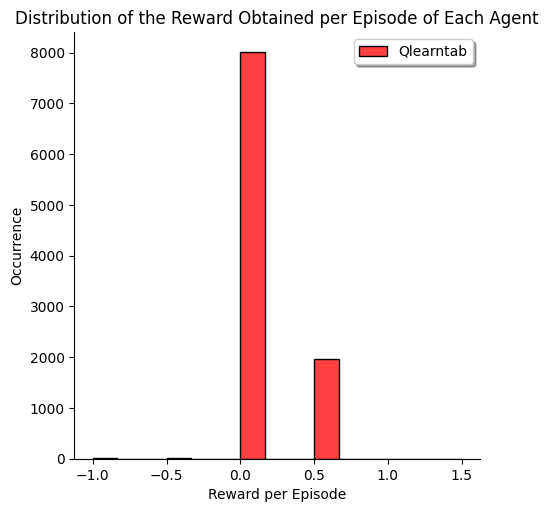 Distribution of the Reward Obtained per Episode of Each Agent
Qlearntab
8000
7000
6000
5000
4000
3000
2000
1000
0
Occurrence
−1.0 −0.5 0.0 0.5 1.0 1.5
Reward per Episode